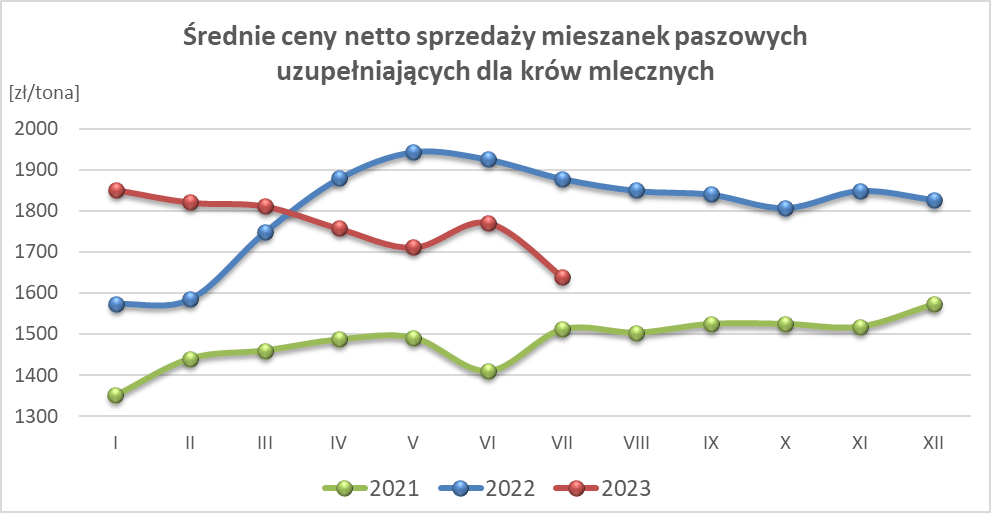 Średnie ceny netto sprzedaży mieszanek paszowych
uzupełniających dla krów mlecznych
[zł/tona]
2000
1900
1800
1700
1600
1500
1400
1300
I II III IV V VI VII VIII IX X XI XII
2021 2022 2023